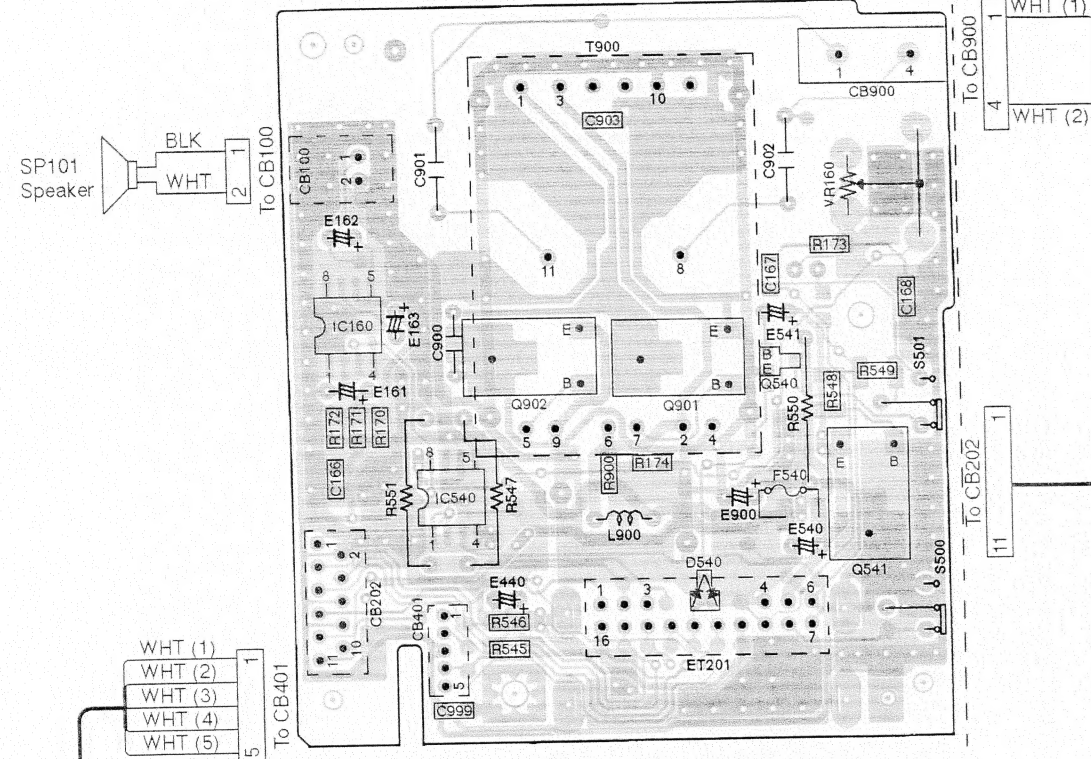 WHT (1)
1
To CB900
4
WHT (2)
T900
1
3
10
C903
1
4
CB900
SP101
Speaker
BLK
WHT
1
2
To CB100
CB100
1
2
C901
C902
VR160
E162
+
R173
11
8
C167
C168
8
5
IC160
1
4
+
E163
C900
E
B
Q902
E
B
Q901
+
E541
B
E
Q540
S501
R549
R548
R550
E161
+
R172
R171
R170
C166
5
9
6
7
2
4
R900
R174
8
5
IC540
1
4
R551
R547
L900
+
E900
F540
E540
+
E
B
Q541
To CB202
1
11
S500
D540
1
3
4
6
16
7
ET201
1
2
10
11
CB202
CB401
1
5
E440
+
R546
R545
C999
WHT (1)
WHT (2)
WHT (3)
WHT (4)
WHT (5)
1
5
To CB401